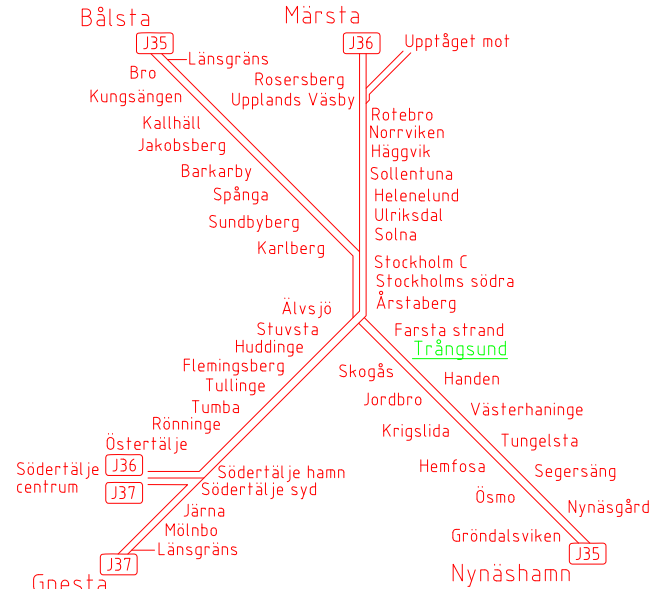 Bålsta
Märsta
J35
J36
Upptåget mot
Länsgräns
Bro
Rosersberg
Kungsängen
Upplands Väsby
Kallhäll
Rotebro
Norrviken
Jakobsberg
Häggvik
Barkarby
Sollentuna
Spånga
Helenelund
Sundbyberg
Ulriksdal
Solna
Karlberg
Stockholm C
Stockholms södra
Årstaberg
Älvsjö
Stuvsta
Farsta strand
Huddinge
Trångsund
Flemingsberg
Skogås
Handen
Tullinge
Jordbro
Tumba
Västerhaninge
Rönninge
Krigslida
Tungelsta
Östertälje
Södertälje
centrum
J36
J37
Södertälje hamn
Södertälje syd
Hemfosa
Segersäng
Ösmo
Järna
Nynäsgård
Mölnbo
Gröndalsviken
Länsgräns
J37
J35
Gnesta
Nynäshamn